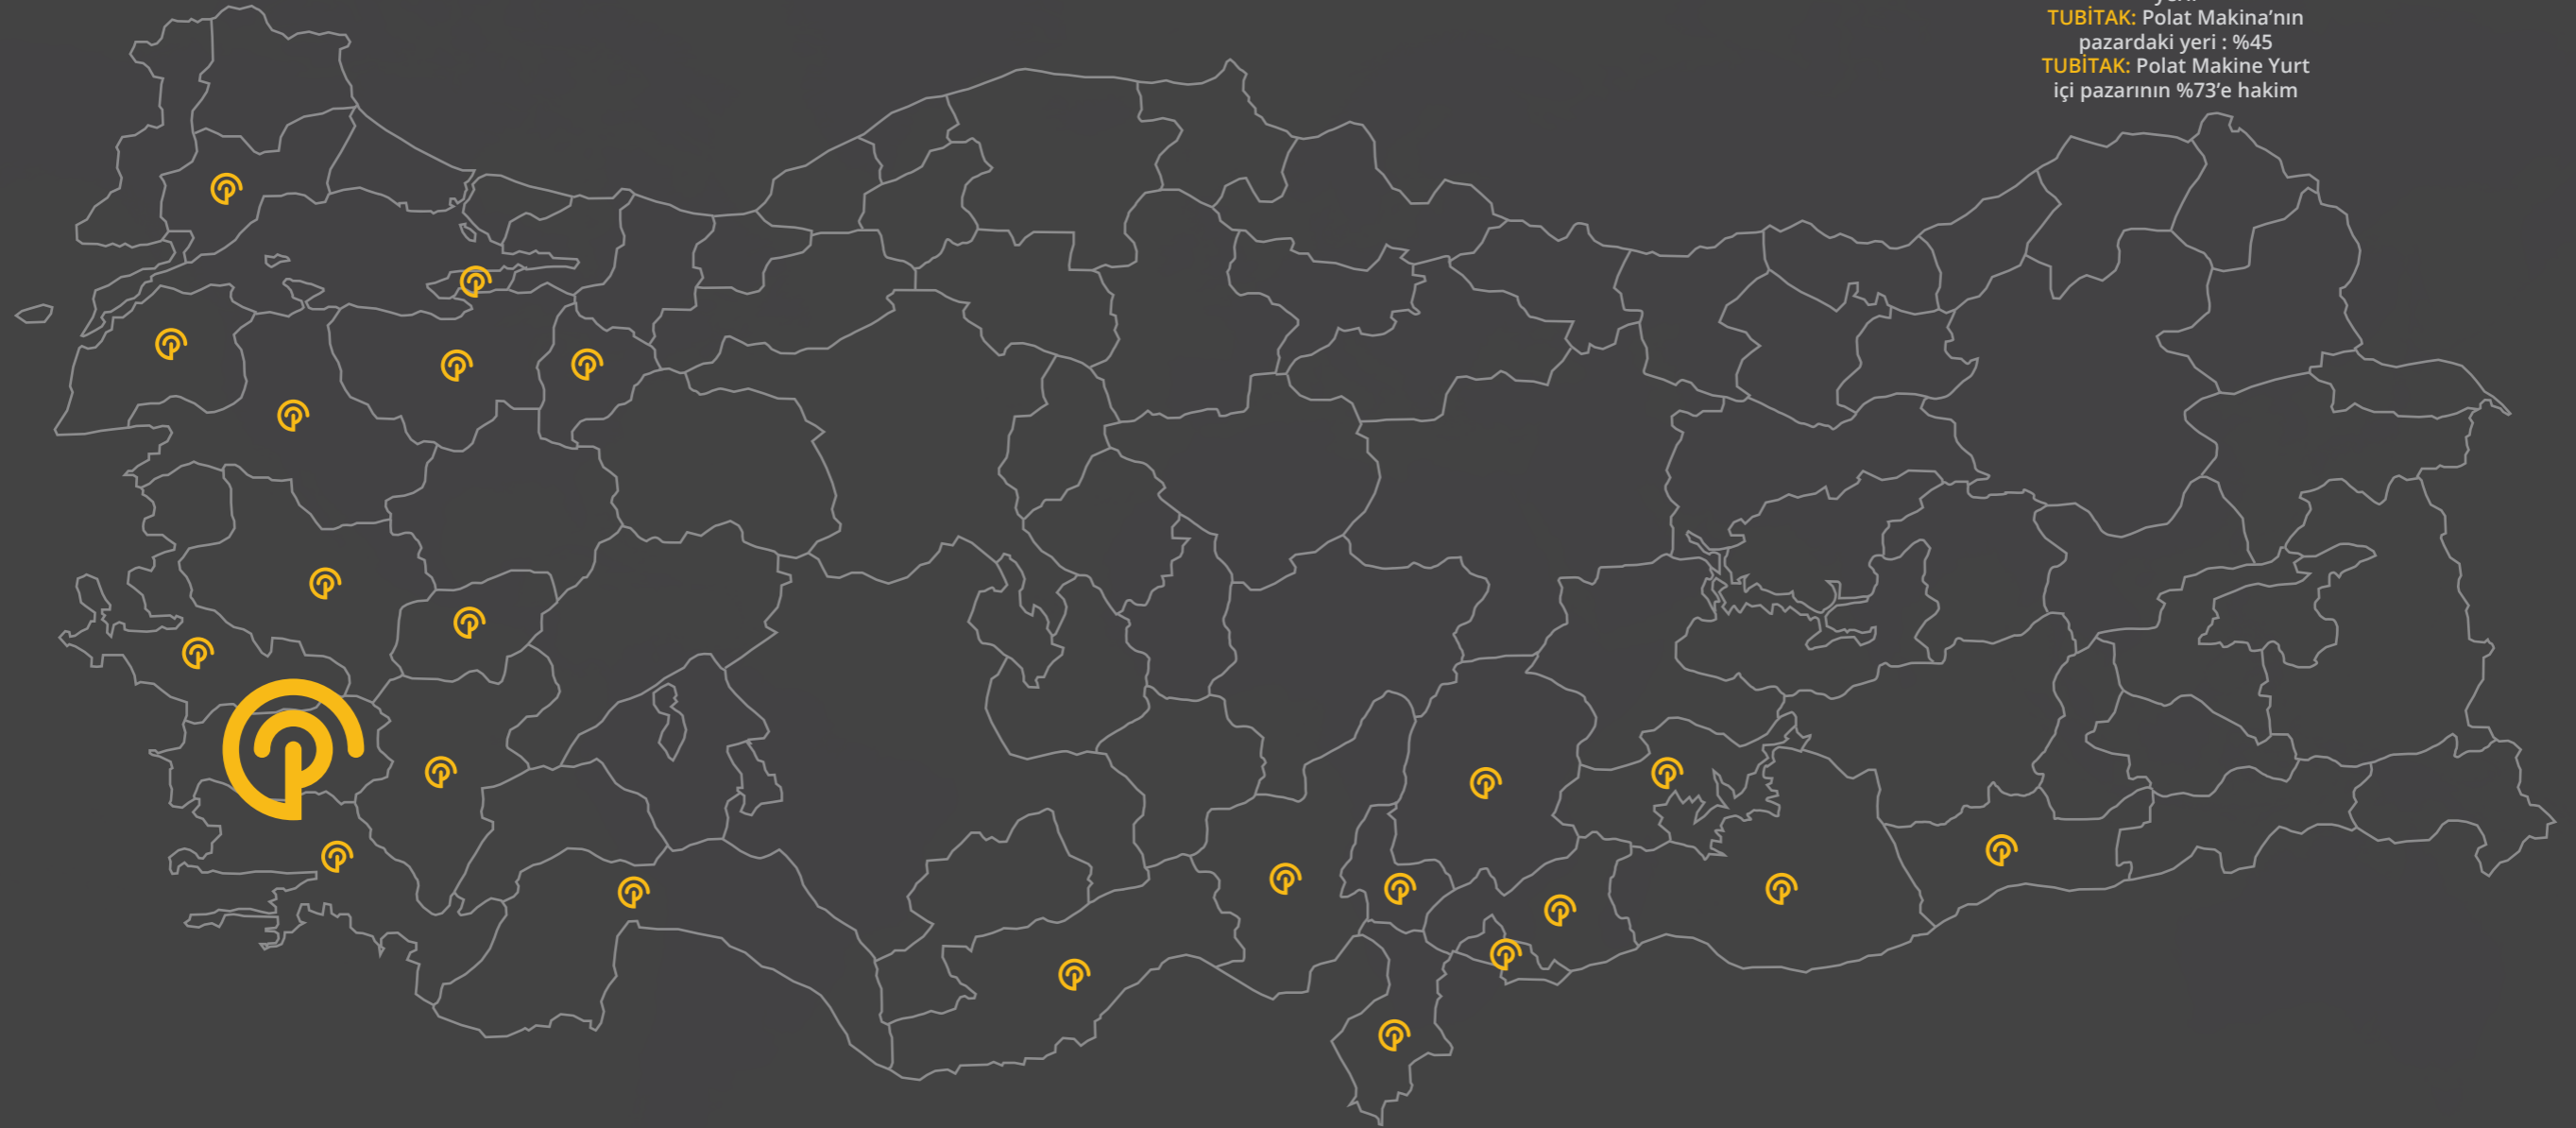 TUBİTAK: Polat Makina’nın
pazardaki yeri : %45
TUBİTAK: Polat Makine Yurt
içi pazarının %73’e hakim